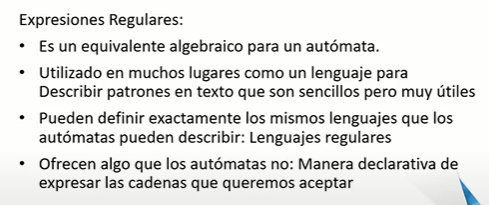 Expresiones Regulares:
• Es un equivalente algebraico para un autómata.
• Utilizado en muchos lugares como un lenguaje para
Describir patrones en texto que son sencillos pero muy útiles
• Pueden definir exactamente los mismos lenguajes que los
autómatas pueden describir: Lenguajes regulares
• Ofrecen algo que los autómatas no: Manera declarativa de
expresar las cadenas que queremos aceptar